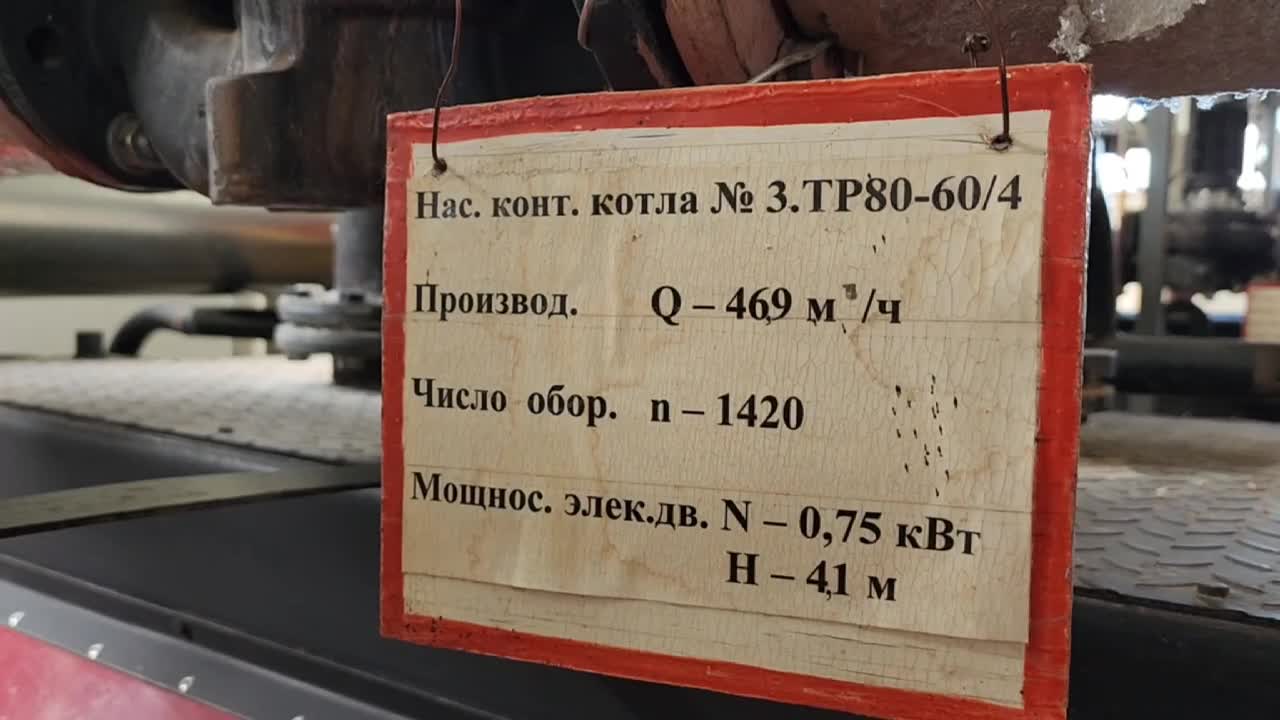 Нас. конт. котла № 3.ТР80-60/4
Производ. Q – 46,9 м³/ч
Число обор. n – 1420
Мощнос. элек.дв. N – 0,75 кВт
H – 4,1 м